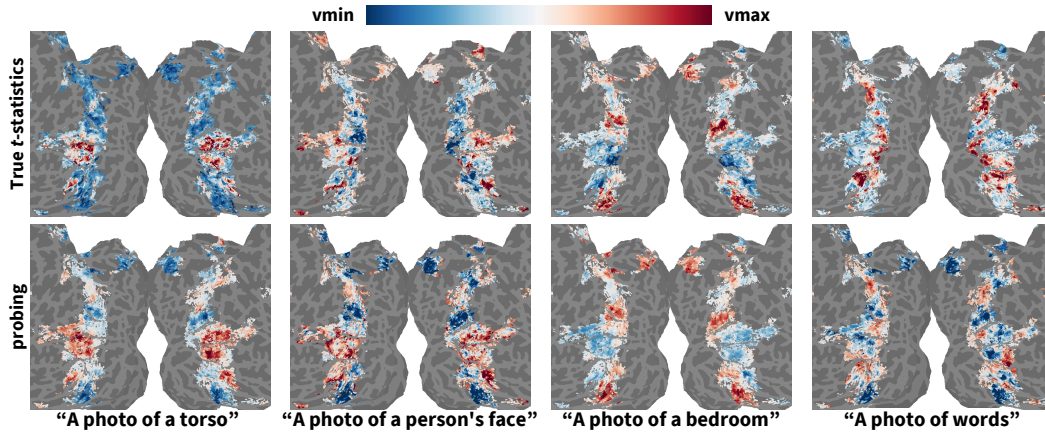 vmin vmax
True t-statistics
probing
“A photo of a torso” “A photo of a person's face” “A photo of a bedroom” “A photo of words”